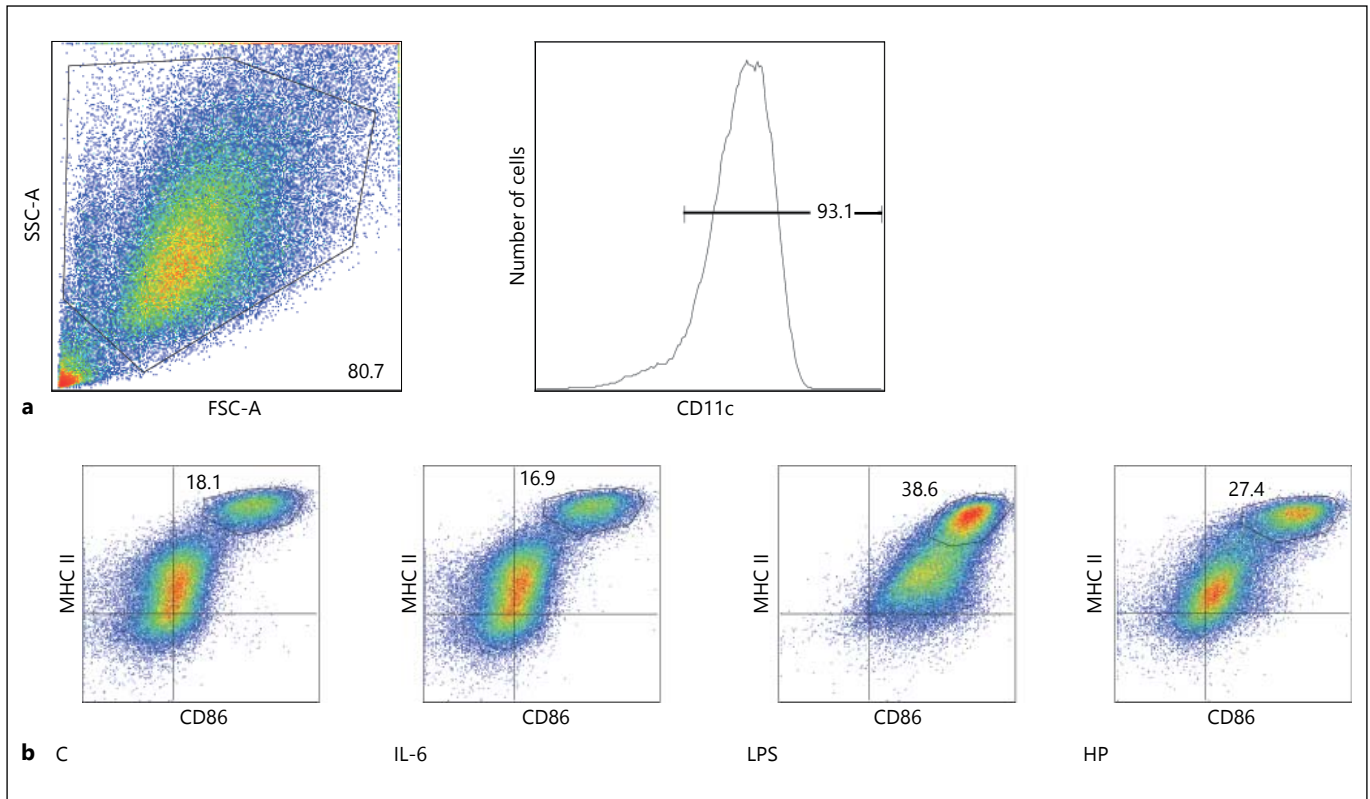 SSC-A
80.7
FSC-A
a
Number of cells
93.1
CD11c
18.1
MHC II
CD86
16.9
MHC II
CD86
38.6
MHC II
CD86
27.4
MHC II
CD86
b C
IL-6
LPS
HP